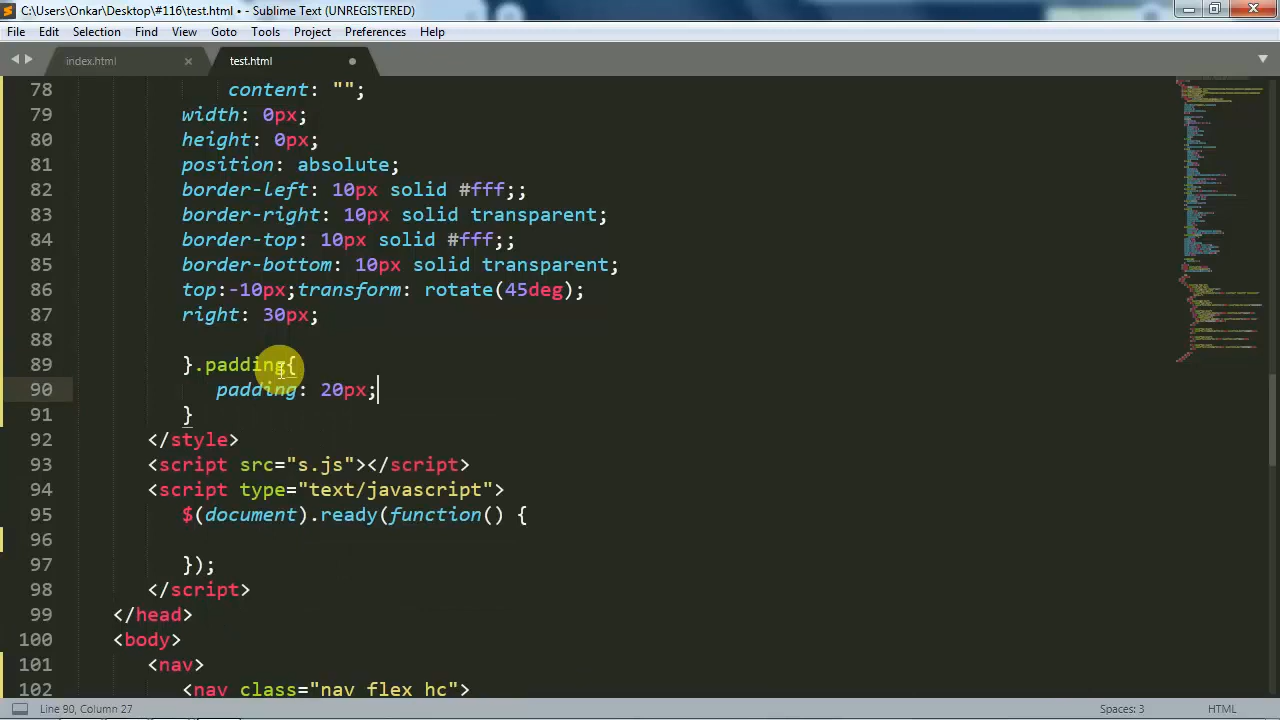 C:\Users\Onkar\Desktop\#116\test.html • - Sublime Text (UNREGISTERED)
File Edit Selection Find View Goto Tools Project Preferences Help
index.html × test.html
78 content: "";
79 width: 0px;
80 height: 0px;
81 position: absolute;
82 border-left: 10px solid #fff;;
83 border-right: 10px solid transparent;
84 border-top: 10px solid #fff;;
85 border-bottom: 10px solid transparent;
86 top:-10px;transform: rotate(45deg);
87 right: 30px;
88
89 }.padding{
90 padding: 20px;
91 }
92 </style>
93 <script src="s.js"></script>
94 <script type="text/javascript">
95 $(document).ready(function() {
96
97 });
98 </script>
99 </head>
100 <body>
101 <nav>
102 <nav class="nav flex hc">
Line 90, Column 27 Spaces: 3 HTML